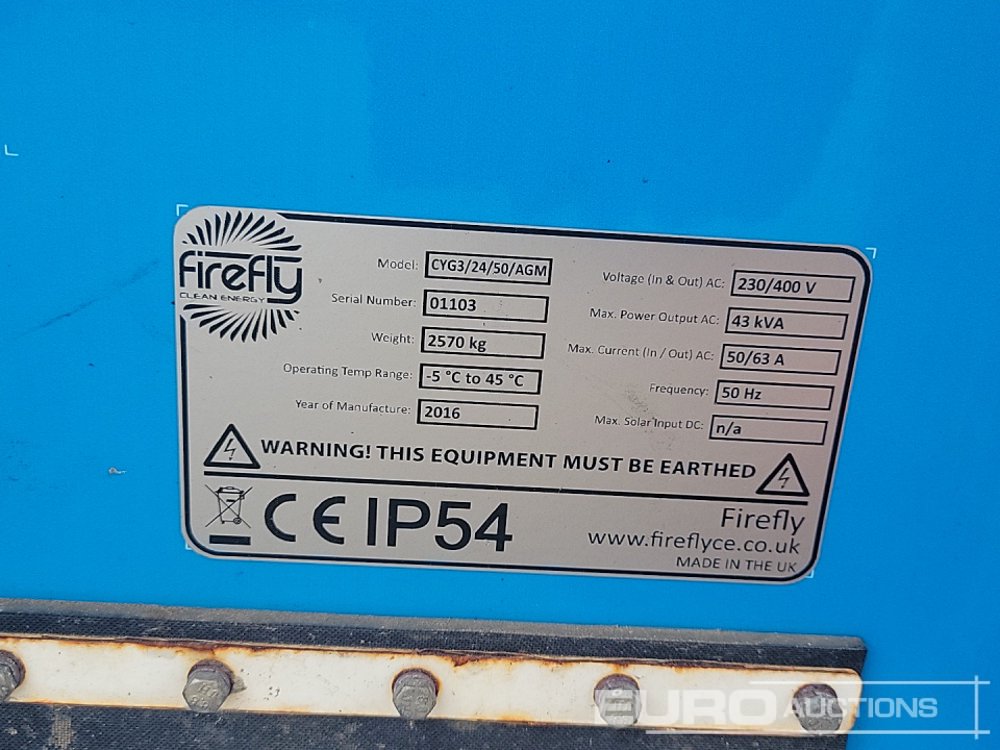 Firefly
CLEAN ENERGY
Model: CYG3/24/50/AGM
Serial Number: 01103
Weight: 2570 kg
Operating Temp Range: -5 °C to 45 °C
Year of Manufacture: 2016
Voltage (In & Out) AC: 230/400 V
Max. Power Output AC: 43 kVA
Max. Current (In / Out) AC: 50/63 A
Frequency: 50 Hz
Max. Solar Input DC: n/a
WARNING! THIS EQUIPMENT MUST BE EARTHED
CE IP54
Firefly
www.fireflyce.co.uk
MADE IN THE UK
EURO AUCTIONS